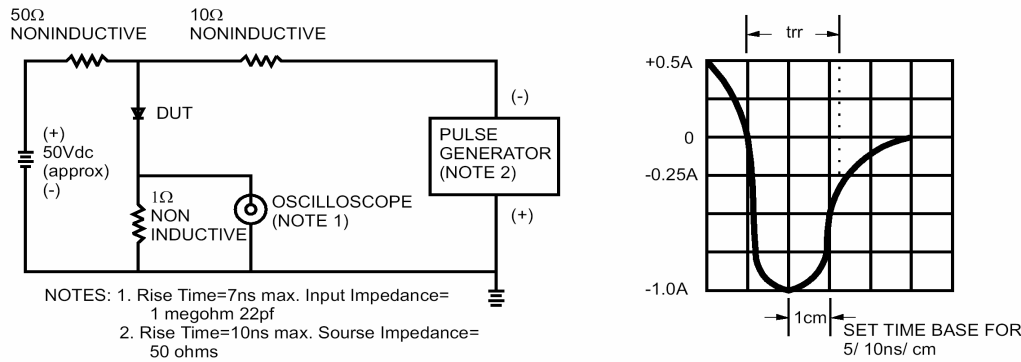 50Ω
NONINDUCTIVE
10Ω
NONINDUCTIVE
DUT
(+)
50Vdc
(approx)
(-)
1Ω
NON
INDUCTIVE
OSCILLOSCOPE
(NOTE 1)
(-)
PULSE
GENERATOR
(NOTE 2)
(+)
NOTES: 1. Rise Time=7ns max. Input Impedance=
1 megohm 22pf
2. Rise Time=10ns max. Sourse Impedance=
50 ohms
trr
+0.5A
0
-0.25A
-1.0A
1cm
SET TIME BASE FOR
5/ 10ns/ cm